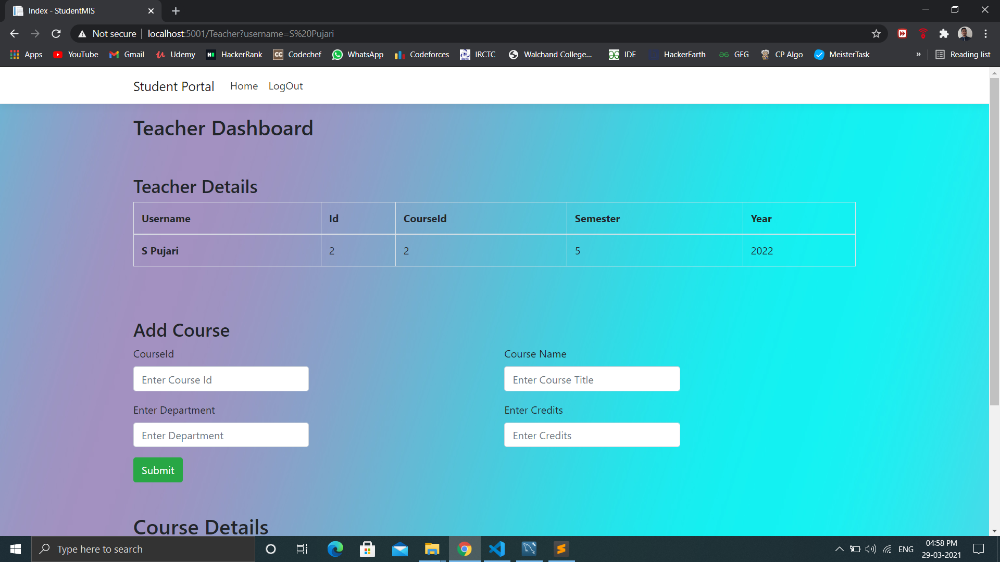 Index - StudentMIS
Not secure | localhost:5001/Teacher?username=S%20Pujari
Apps YouTube Gmail Udemy HackerRank Codechef WhatsApp Codeforces IRCTC Walchand College... IDE HackerEarth GFG CP Algo MeisterTask » Reading list
Student Portal Home LogOut
Teacher Dashboard
Teacher Details
Username Id CourseId Semester Year
S Pujari 2 2 5 2022
Add Course
CourseId Course Name
Enter Course Id Enter Course Title
Enter Department Enter Credits
Enter Department Enter Credits
Submit
Course Details
Type here to search
ENG
04:58 PM
29-03-2021